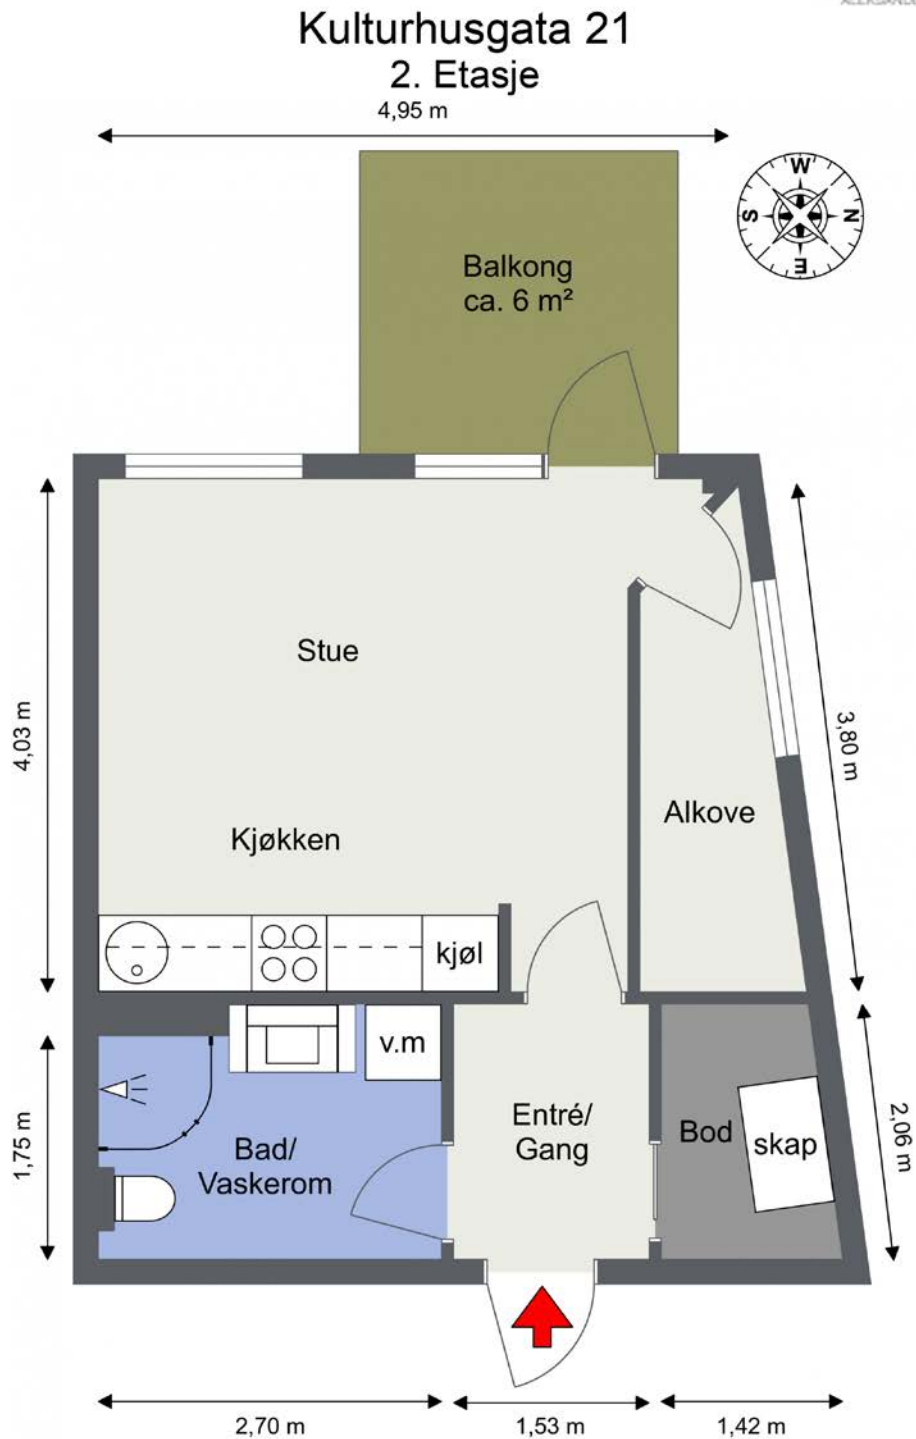 Kulturhusgata 21
2. Etasje
4,95 m
W
S
N
E
Balkong
ca. 6 m²
Stue
4,03 m
3,80 m
Alkove
Kjøkken
kjøl
v.m
1,75 m
Bad/
Vaskerom
Entré/
Gang
Bod
skap
2,06 m
2,70 m
1,53 m
1,42 m